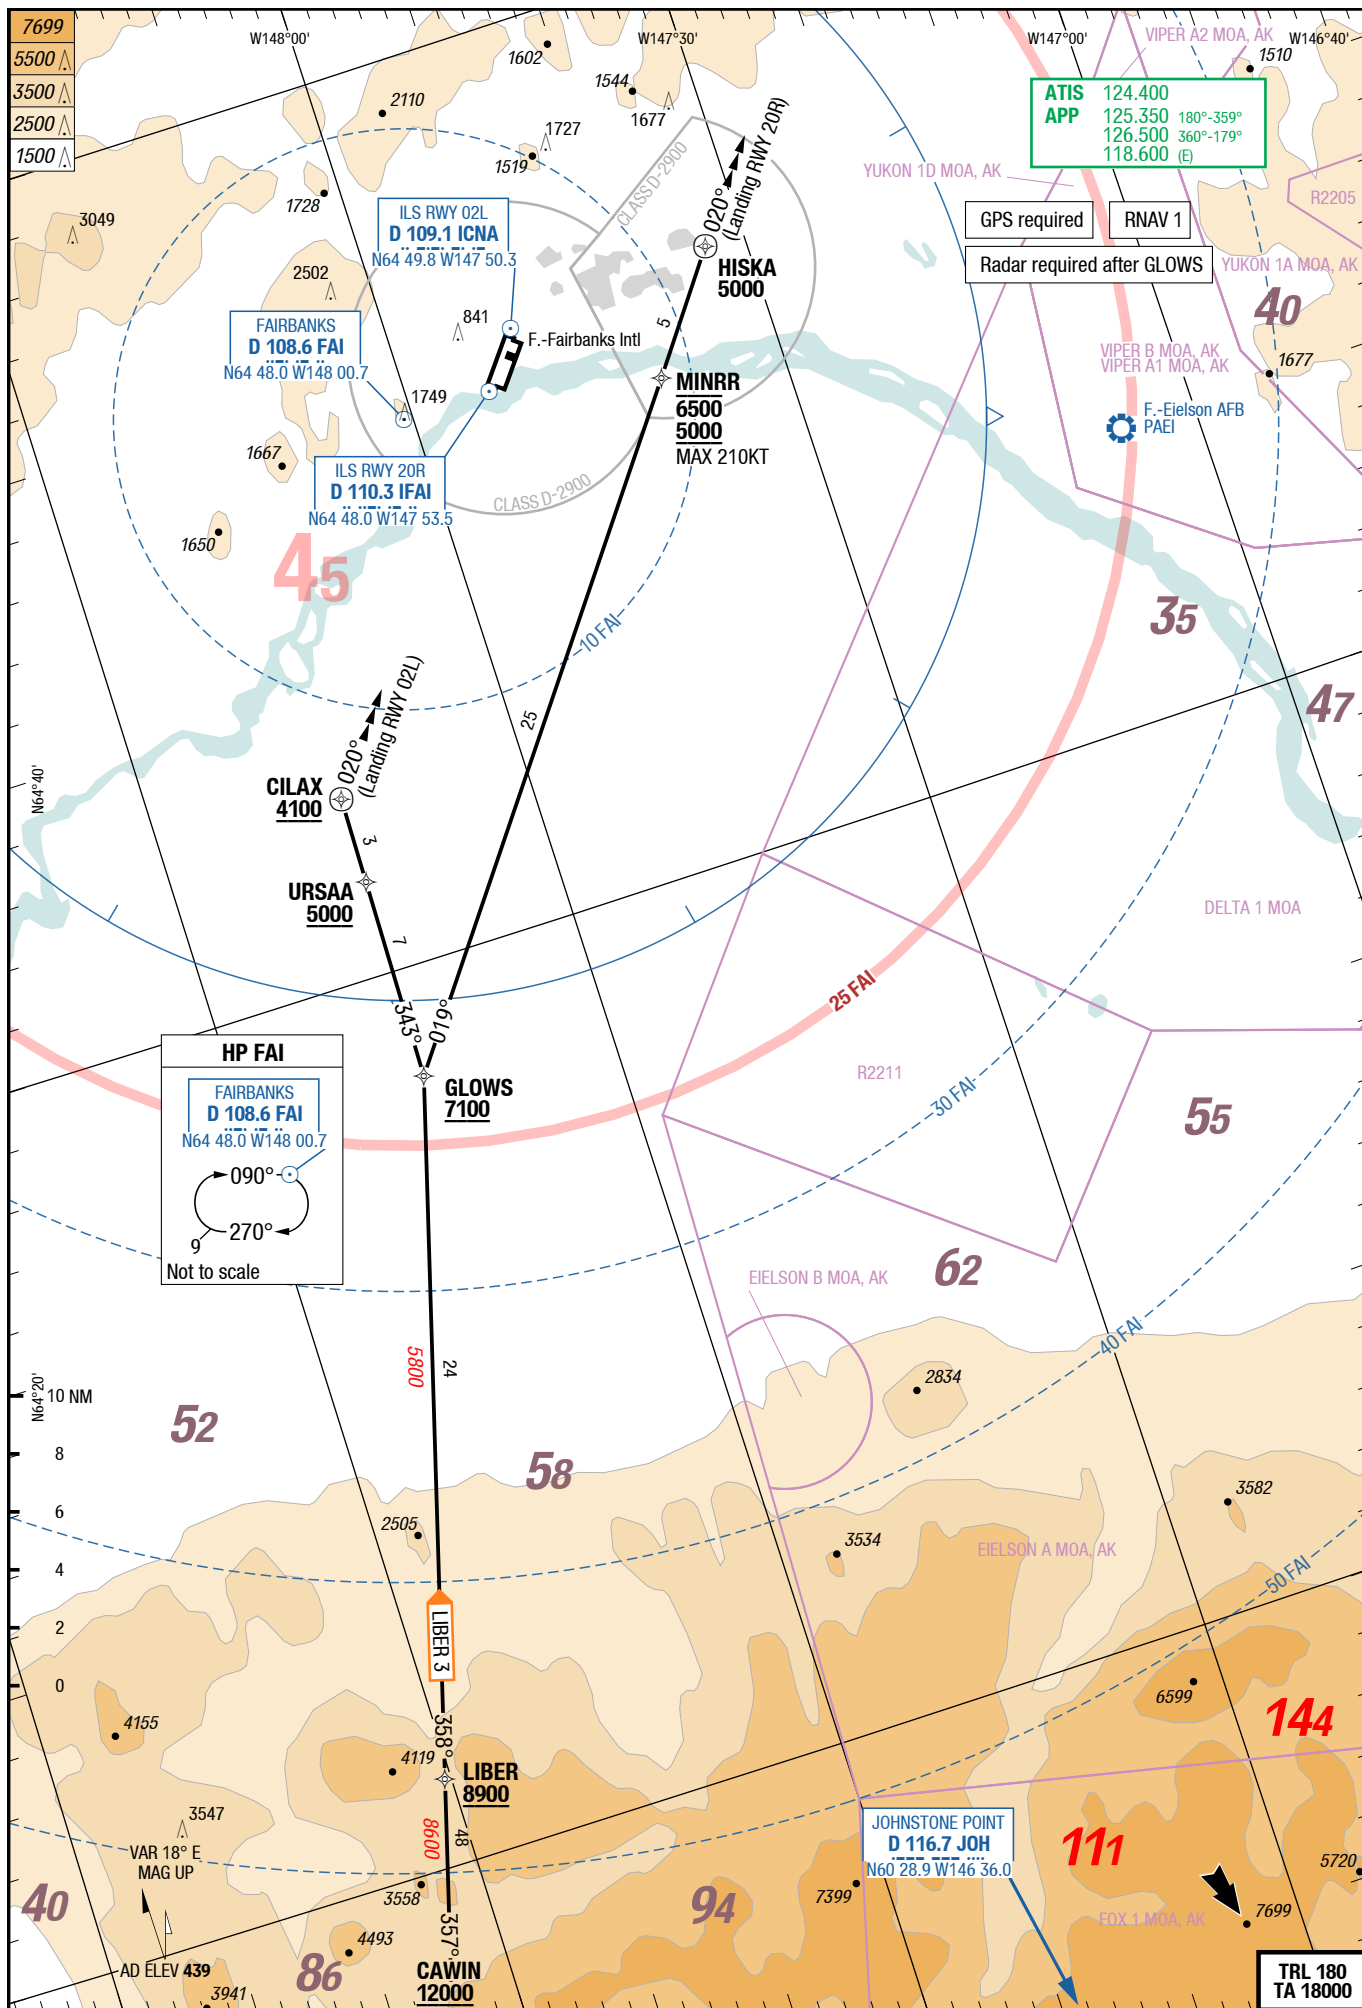 7699
5500
3500
2500
1500
W148°00'
W147°30'
W147°00'
W146°40'
VIPER A2 MOA, AK
1602
1544
1677
2110
1727
1519
1510
ATIS 124.400
APP 125.350 180°-359°
126.500 360°-179°
118.600 (E)
CLASS D-2900
020°
(Landing RWY 20R)
YUKON 1D MOA, AK
R2205
1728
3049
ILS RWY 02L
D 109.1 ICNA
N64 49.8 W147 50.3
GPS required
RNAV 1
Radar required after GLOWS
YUKON 1A MOA, AK
HISKA
5000
2502
40
841
5
FAIRBANKS
D 108.6 FAI
N64 48.0 W148 00.7
F.-Fairbanks Intl
VIPER B MOA, AK
VIPER A1 MOA, AK
1677
MINRR
6500
5000
MAX 210KT
1749
F.-Eielson AFB
PAEI
1667
ILS RWY 20R
D 110.3 IFAI
N64 48.0 W147 53.5
CLASS D-2900
1650
45
35
10 FAI
47
25
020°
(Landing RWY 02L)
N64°40'
CILAX
4100
3
URSAA
5000
DELTA 1 MOA
7
25 FAI
343°
019°
HP FAI
FAIRBANKS
D 108.6 FAI
N64 48.0 W148 00.7
090°
270°
9
Not to scale
GLOWS
7100
R2211
30 FAI
55
62
EIELSON B MOA, AK
40 FAI
5800
24
2834
N64°20'
10 NM
8
6
4
2
0
52
58
3582
2505
3534
EIELSON A MOA, AK
50 FAI
LIBER 3
6599
144
4155
358°
4119
LIBER
8900
3547
VAR 18° E
MAG UP
8600
48
JOHNSTONE POINT
D 116.7 JOH
N60 28.9 W146 36.0
111
5720
40
3558
94
7399
7699
FOX 1 MOA, AK
357°
4493
AD ELEV 439
86
CAWIN
12000
3941
TRL 180
TA 18000